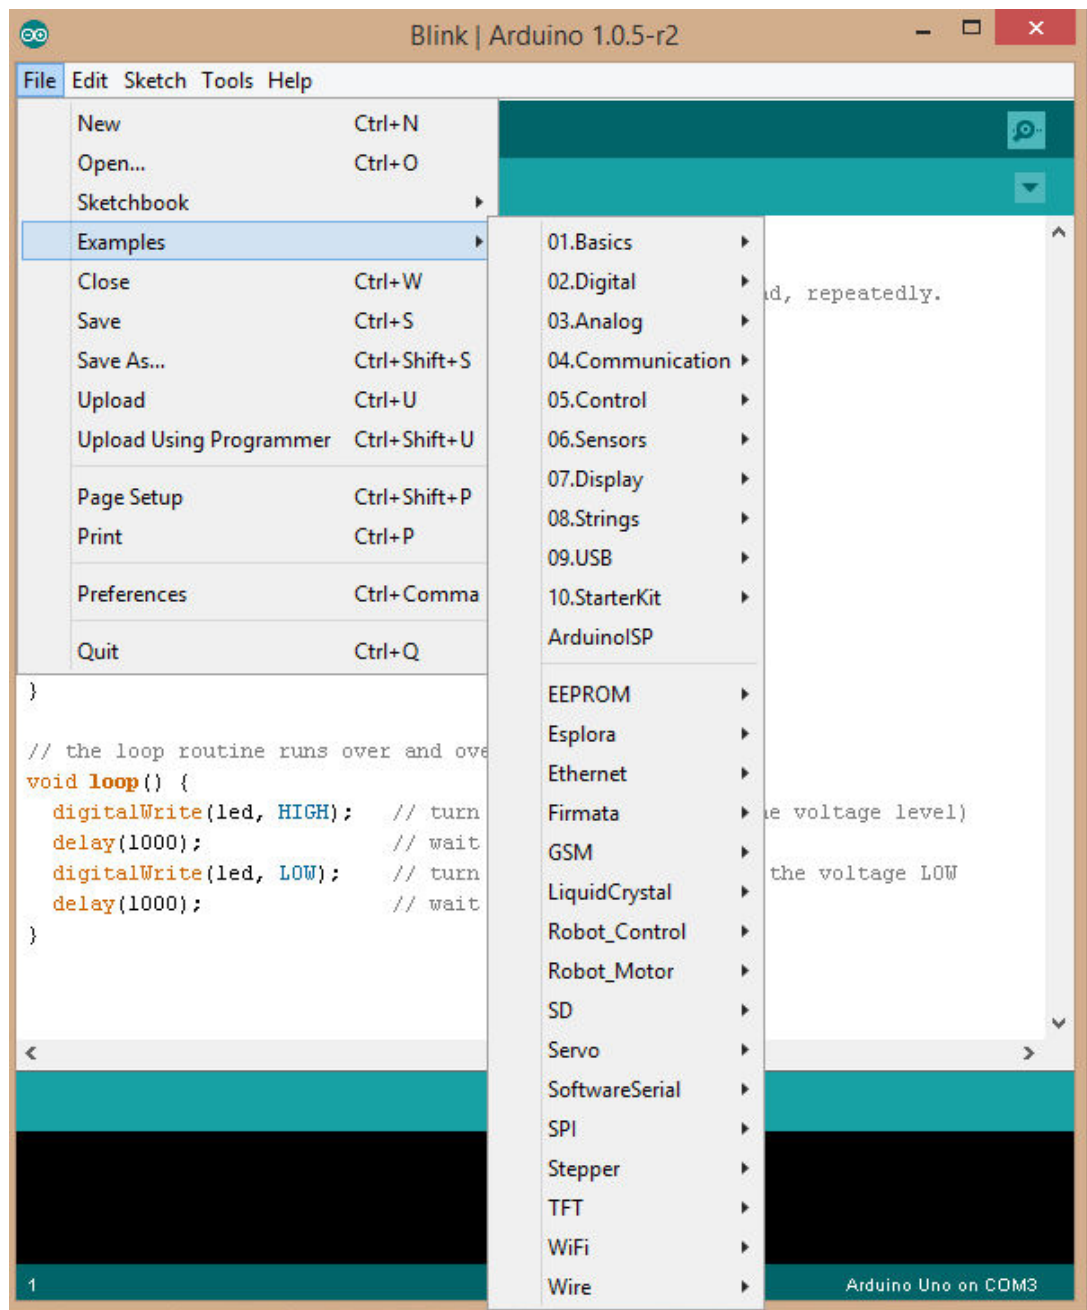 Blink | Arduino 1.0.5-r2
File Edit Sketch Tools Help
New Ctrl+N
Open... Ctrl+O
Sketchbook
Examples
Close Ctrl+W
Save Ctrl+S
Save As... Ctrl+Shift+S
Upload Ctrl+U
Upload Using Programmer Ctrl+Shift+U
Page Setup Ctrl+Shift+P
Print Ctrl+P
Preferences Ctrl+Comma
Quit Ctrl+Q
01.Basics
02.Digital
03.Analog
04.Communication
05.Control
06.Sensors
07.Display
08.Strings
09.USB
10.StarterKit
ArduinoISP
EEPROM
Esplora
Ethernet
Firmata
GSM
LiquidCrystal
Robot_Control
Robot_Motor
SD
Servo
SoftwareSerial
SPI
Stepper
TFT
WiFi
Wire
d, repeatedly.
}
// the loop routine runs over and ove
void loop() {
digitalWrite(led, HIGH); // turn e voltage level)
delay(1000); // wait
digitalWrite(led, LOW); // turn the voltage LOW
delay(1000); // wait
}
1 Arduino Uno on COM3